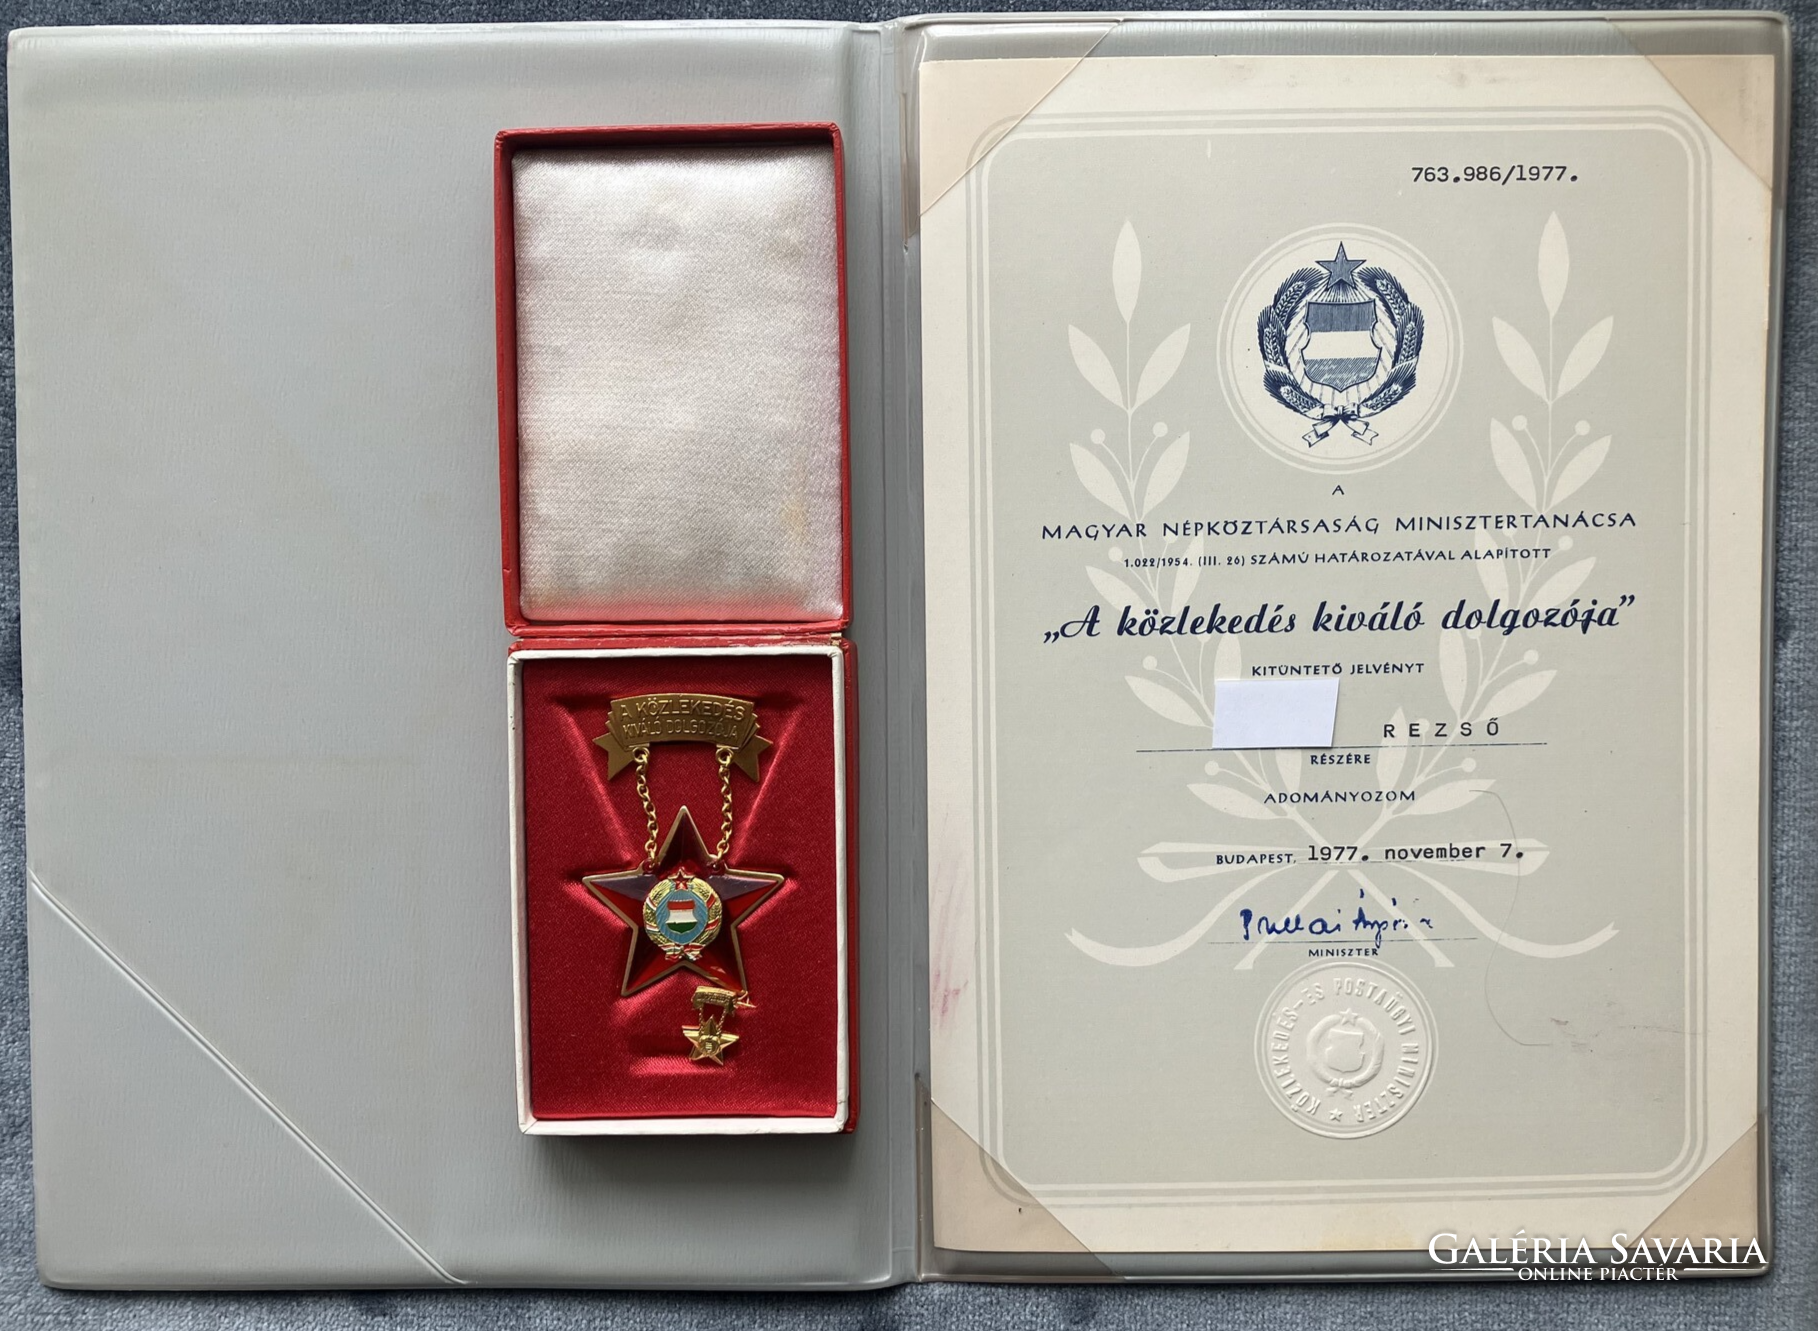 A KÖZLEKEDÉS
KIVÁLÓ DOLGOZÓJA
763.986/1977.
A
MAGYAR NÉPKÖZTÁRSASÁG MINISZTERTANÁCSA
1.022/1954. (III. 26) SZÁMÚ HATÁROZATÁVAL ALAPÍTOTT
„A közlekedés kiváló dolgozója”
KITÜNTETŐ JELVÉNYT
REZSŐ
RÉSZÉRE
ADOMÁNYOZOM
BUDAPEST, 1977. november 7.
Pullai Árpád
MINISZTER
KÖZLEKEDÉS- ÉS POSTAÜGYI MINISZTER
GALÉRIA SAVARIA
ONLINE PIACTÉR